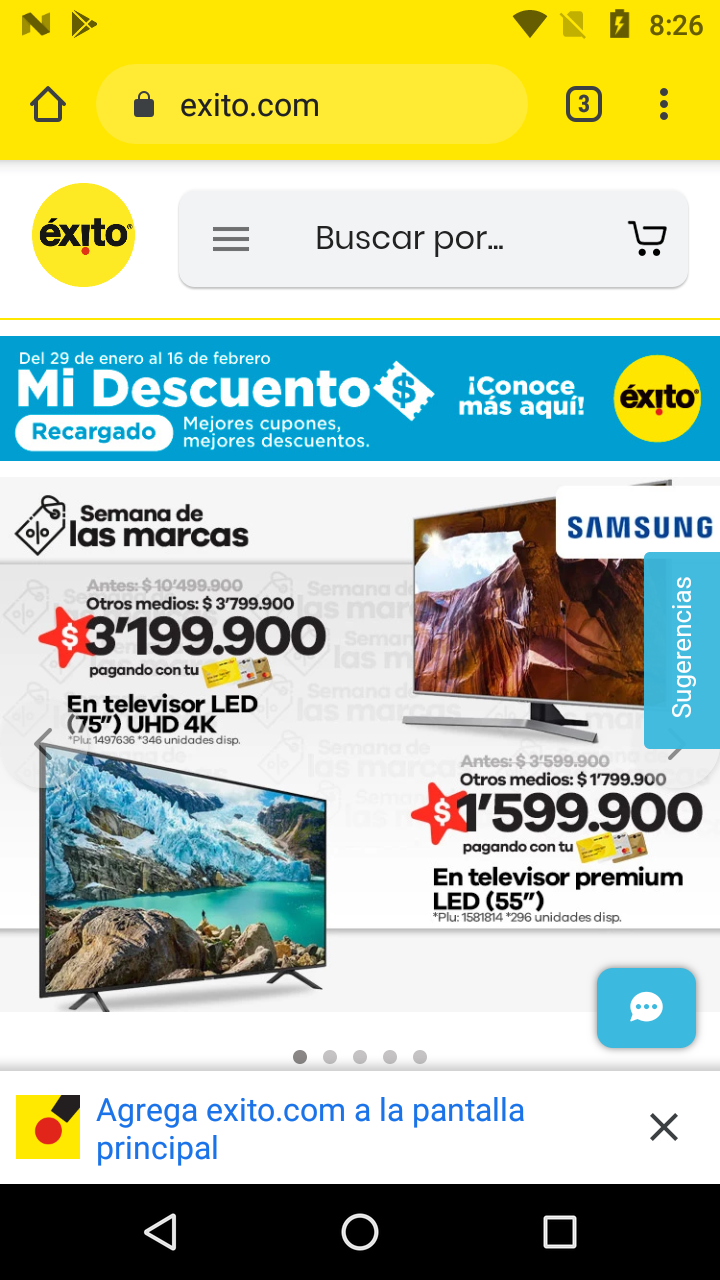 8:26
exito.com
3
éxito
Buscar por...
Del 29 de enero al 16 de febrero
Mi Descuento $
Recargado
Mejores cupones,
mejores descuentos.
¡Conoce
más aquí!
éxito
Semana de
las marcas
SAMSUNG
Sugerencias
Antes: $ 10'499.900
Otros medios: $ 3'799.900
$3'199.900
pagando con tu
En televisor LED
(75") UHD 4K
*Plu: 1497636 *346 unidades disp.
Antes: $ 3'599.900
Otros medios: $ 1'799.900
$1'599.900
pagando con tu
En televisor premium
LED (55")
*Plu: 1581814 *296 unidades disp.
Agrega exito.com a la pantalla
principal